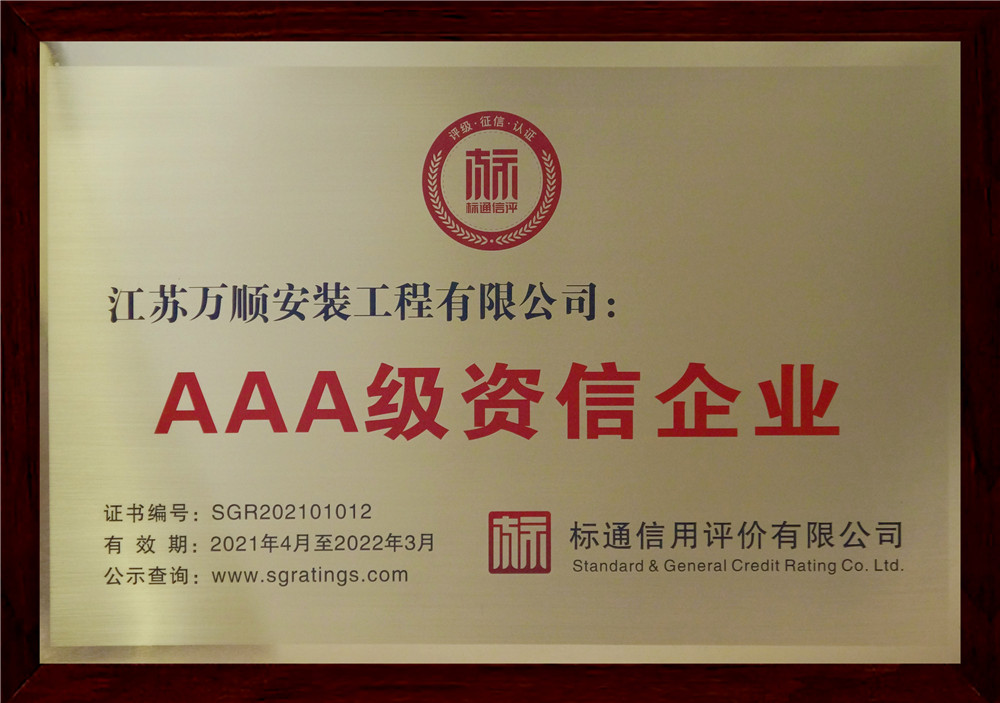 评级·征信·认证
标
标通信评
江苏万顺安装工程有限公司：
AAA级资信企业
证书编号：SGR202101012
有 效 期：2021年4月至2022年3月
公示查询：www.sgratings.com
标
标通信用评价有限公司
Standard & General Credit Rating Co. Ltd.